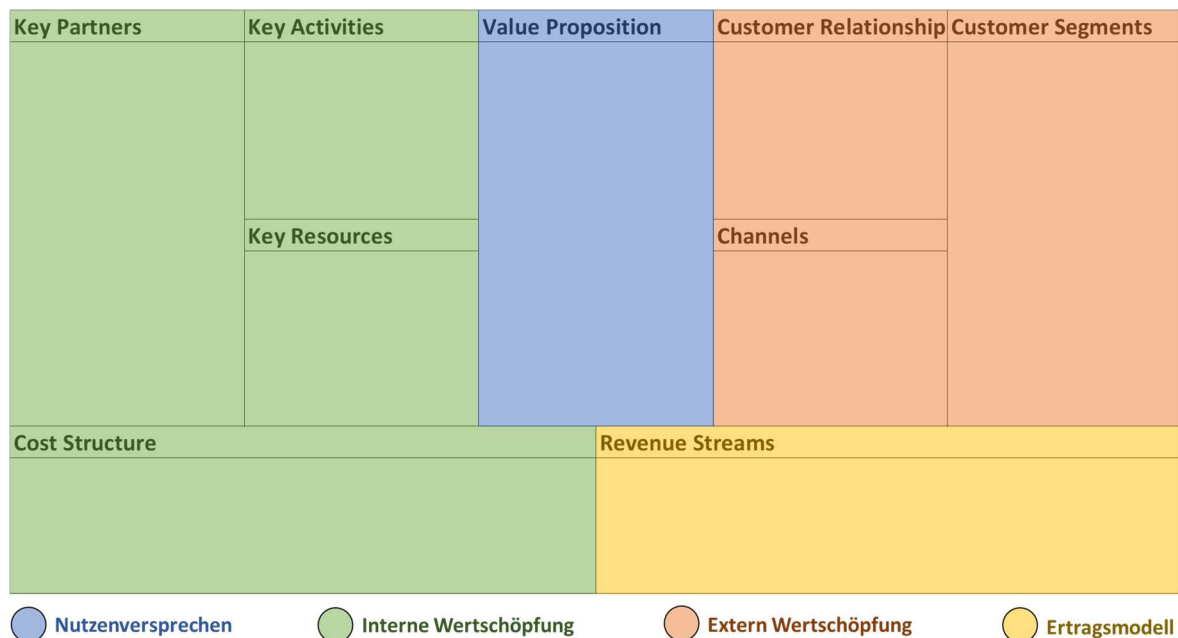 Key Partners
Key Activities
Value Proposition
Customer Relationship
Customer Segments
Key Resources
Channels
Cost Structure
Revenue Streams
Nutzenversprechen
Interne Wertschöpfung
Extern Wertschöpfung
Ertragsmodell